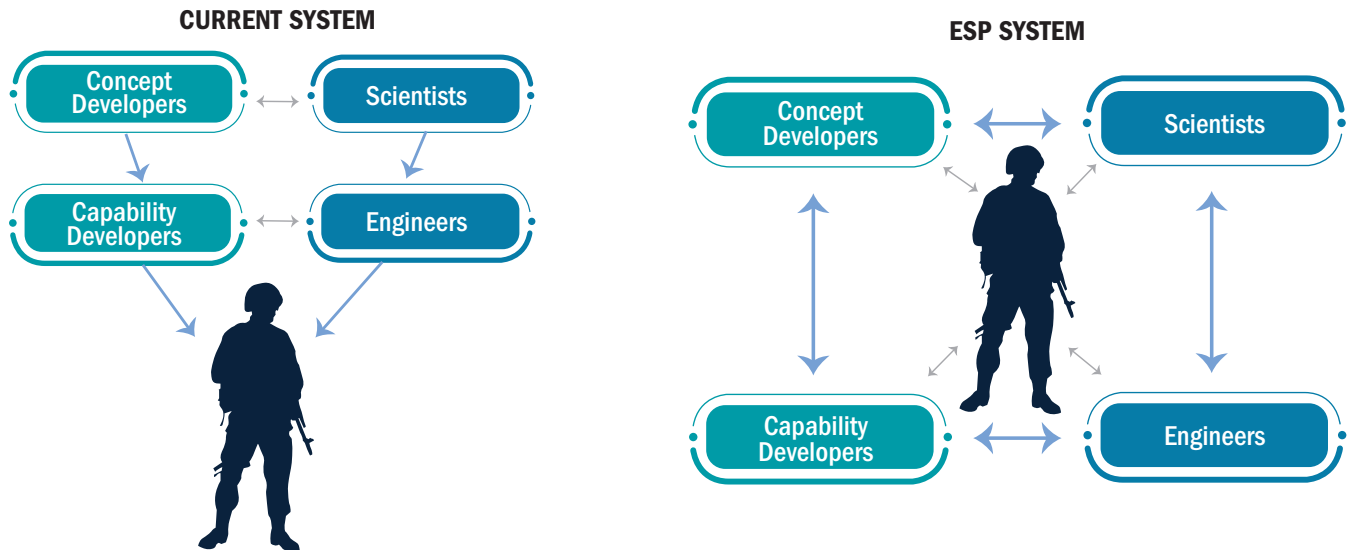 CURRENT SYSTEM
Concept
Developers
Scientists
Capability
Developers
Engineers
ESP SYSTEM
Concept
Developers
Scientists
Capability
Developers
Engineers